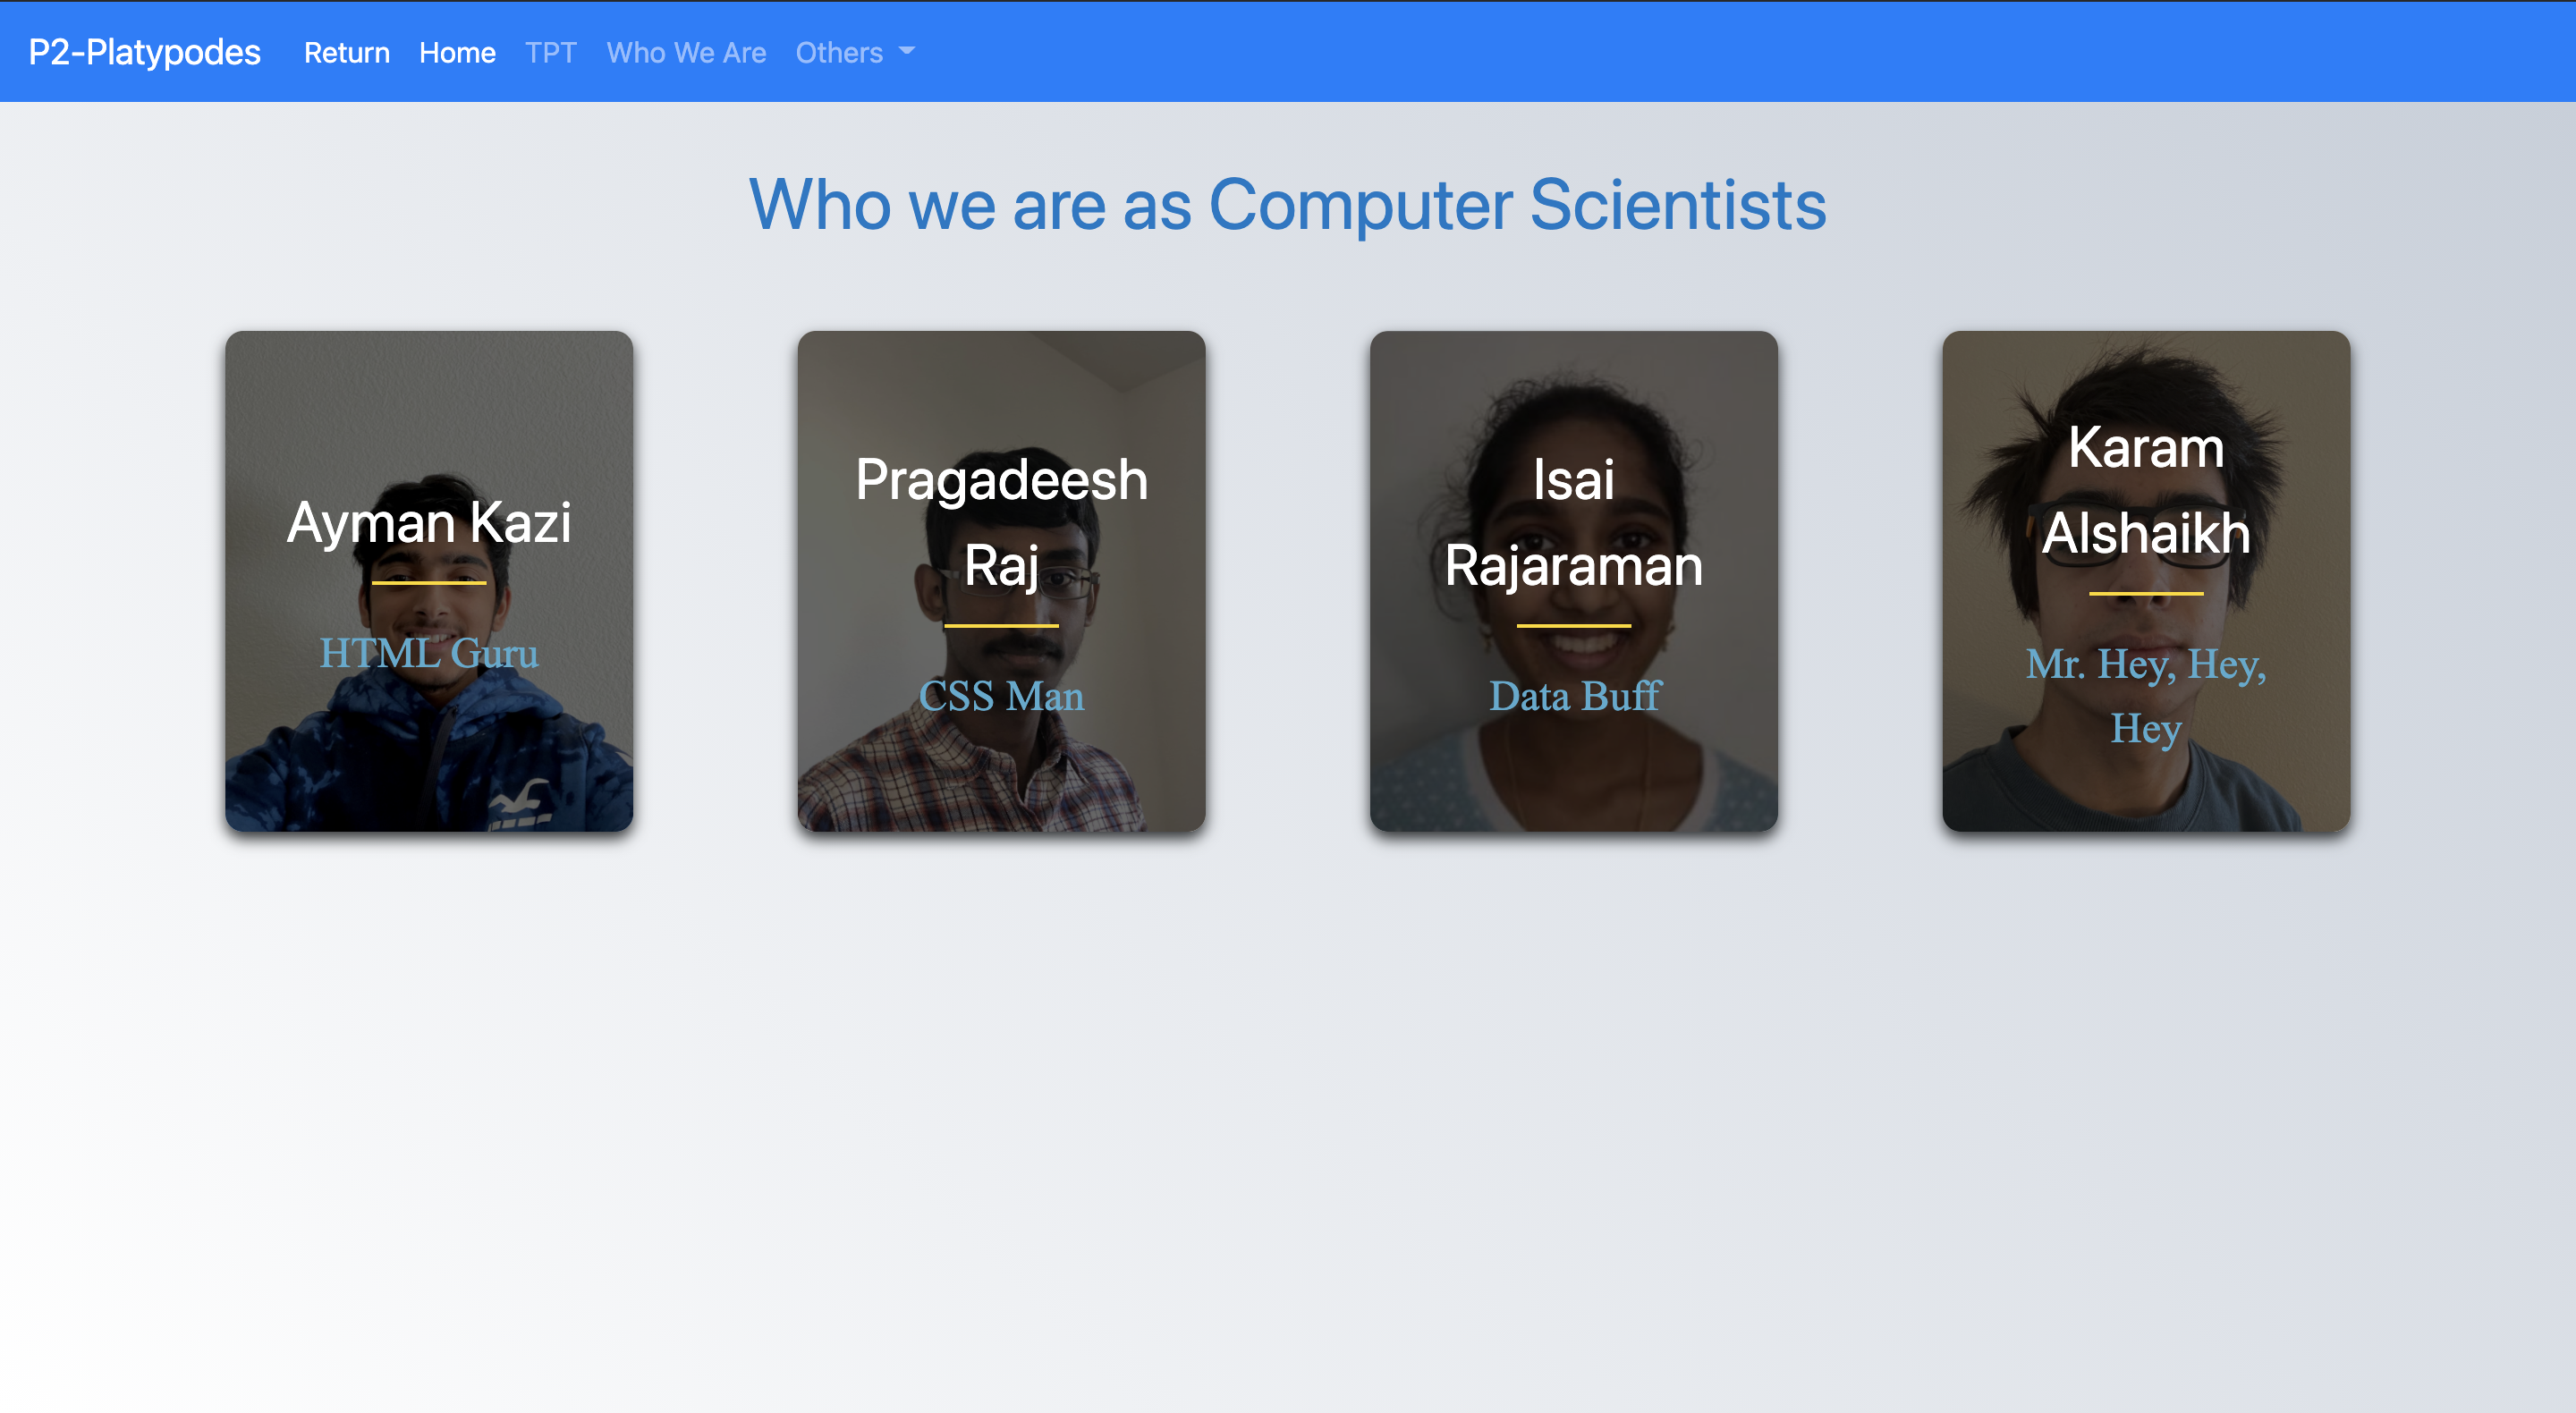 P2-Platypodes Return Home TPT Who We Are Others
Who we are as Computer Scientists
Ayman Kazi
HTML Guru
Pragadeesh
Raj
CSS Man
Isai
Rajaraman
Data Buff
Karam
Alshaikh
Mr. Hey, Hey,
Hey